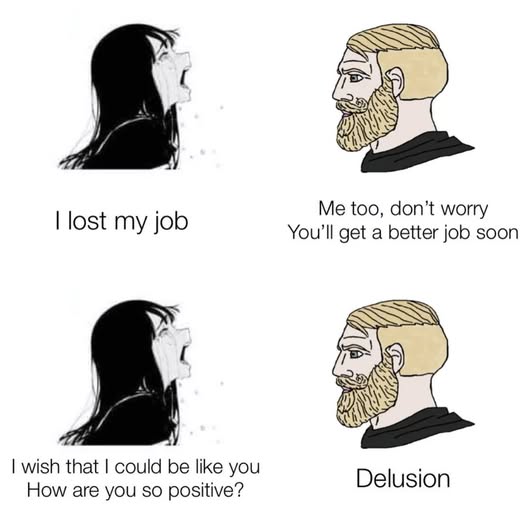 I lost my job
Me too, don’t worry
You’ll get a better job soon
I wish that I could be like you
How are you so positive?
Delusion